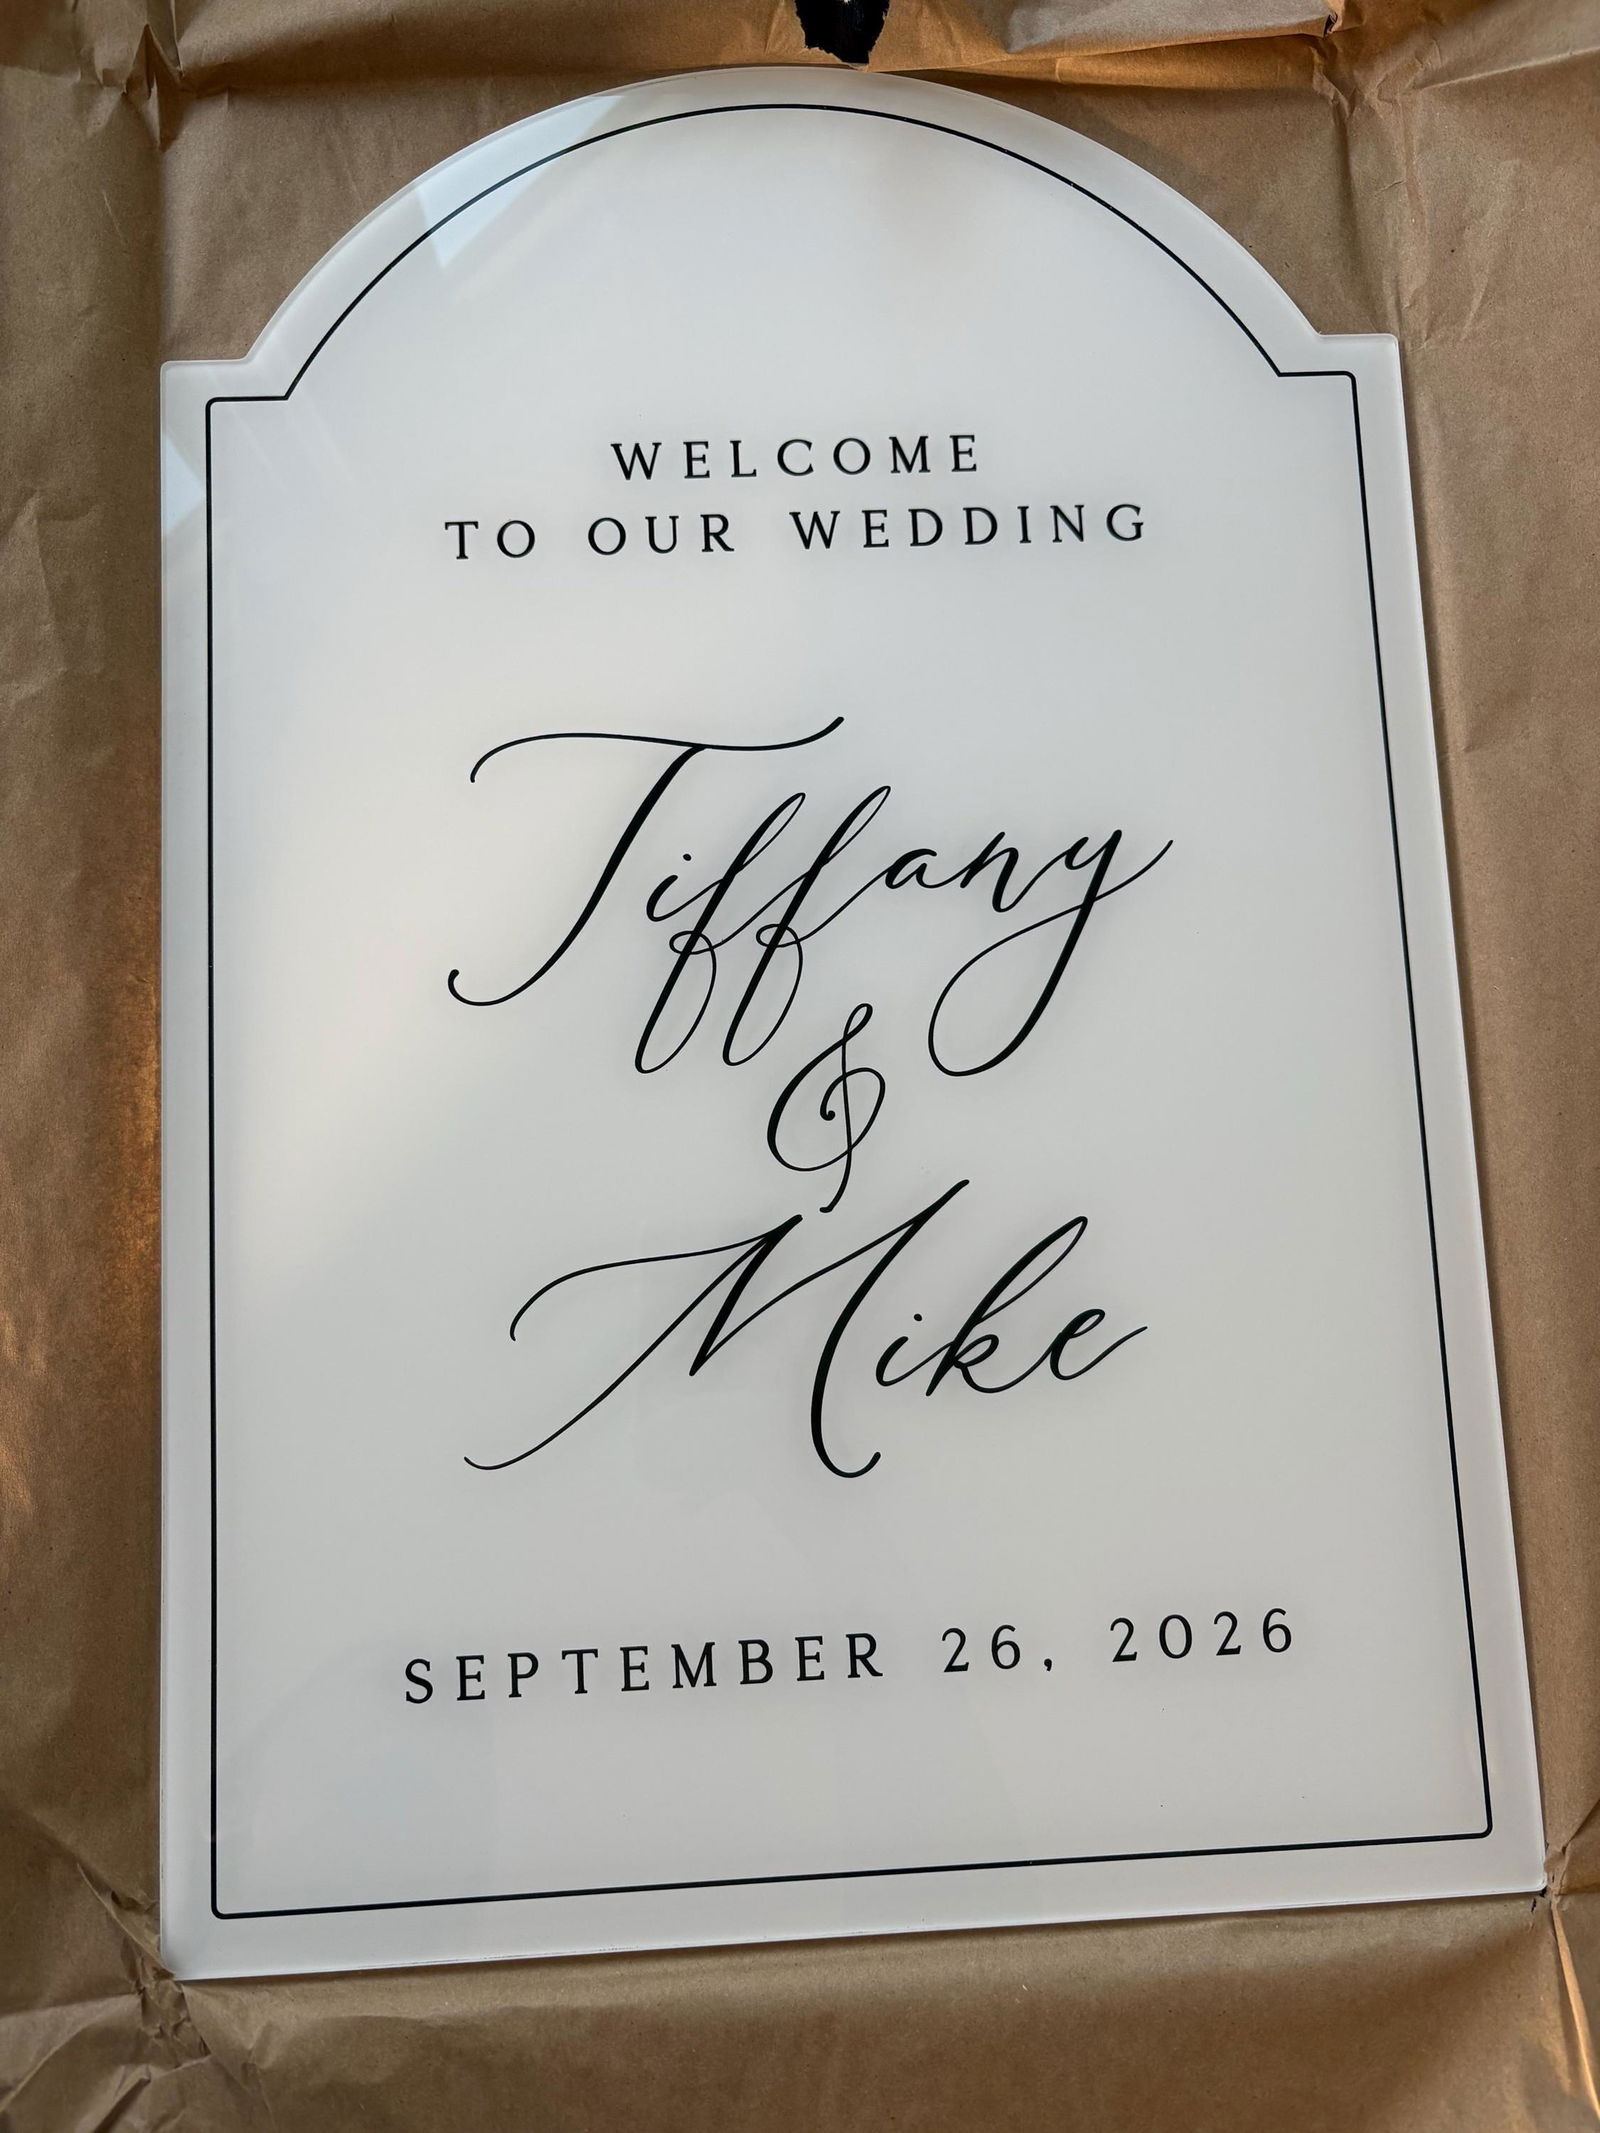 WELCOME
TO OUR WEDDING
Tiffany
&
Mike
SEPTEMBER 26, 2026